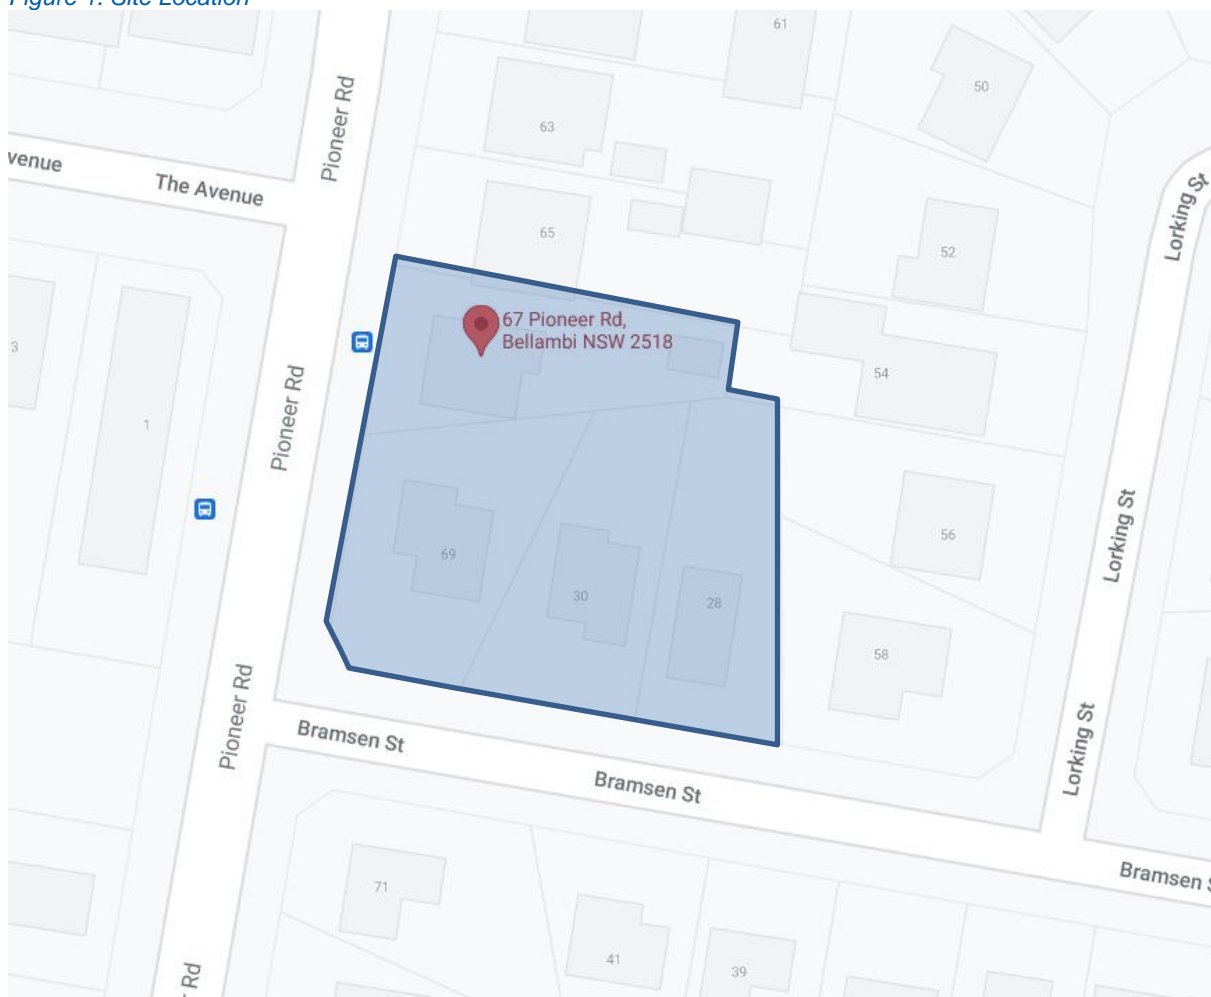 Figure 1: Site Location
61
50
63
Pioneer Rd
venue
The Avenue
Lorking St
65
52
67 Pioneer Rd,
Bellambi NSW 2518
3
54
1
Pioneer Rd
56
Lorking St
69
30
28
58
Pioneer Rd
Bramsen St
Lorking St
Bramsen St
71
Bramsen S
41
39
r Rd